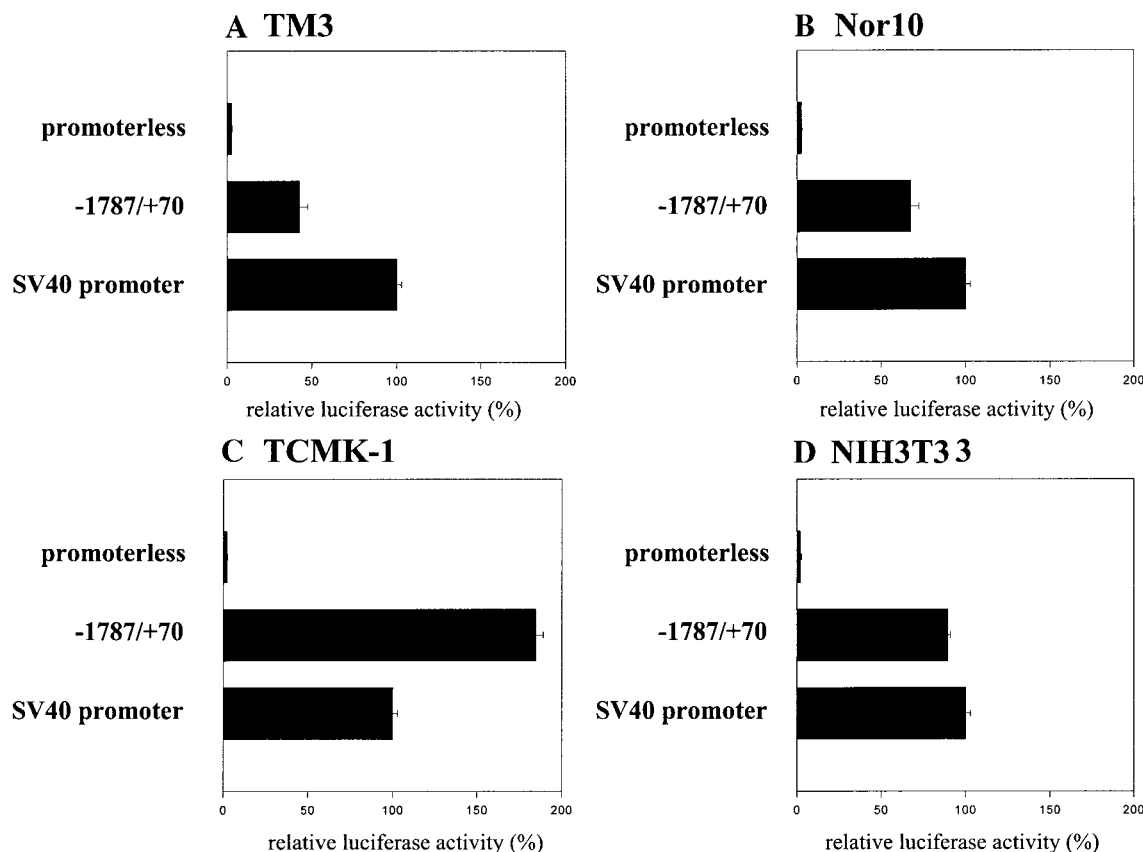 A TM3
promoterless
-1787/+70
SV40 promoter
0 50 100 150 200
relative luciferase activity (%)
B Nor10
promoterless
-1787/+70
SV40 promoter
0 50 100 150 200
relative luciferase activity (%)
C TCMK-1
promoterless
-1787/+70
SV40 promoter
0 50 100 150 200
relative luciferase activity (%)
D NIH3T3 3
promoterless
-1787/+70
SV40 promoter
0 50 100 150 200
relative luciferase activity (%)